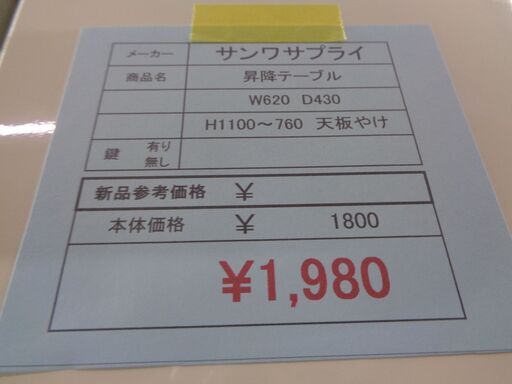 メーカー サンワサプライ
商品名 昇降テーブル
W620 D430
H1100～760 天板やけ
鍵 有り 無し
新品参考価格 ¥
本体価格 ¥ 1800
¥1,980